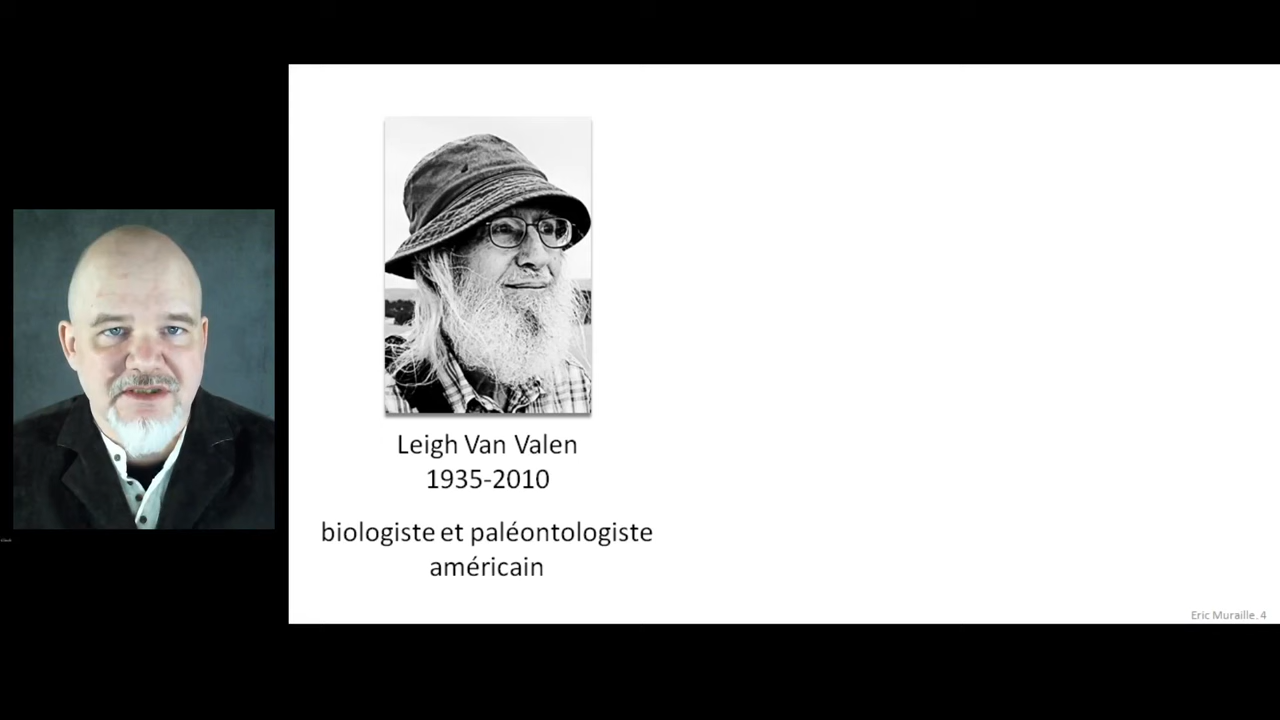 Leigh Van Valen
1935-2010
biologiste et paléontologiste
américain
Eric Muraille. 4